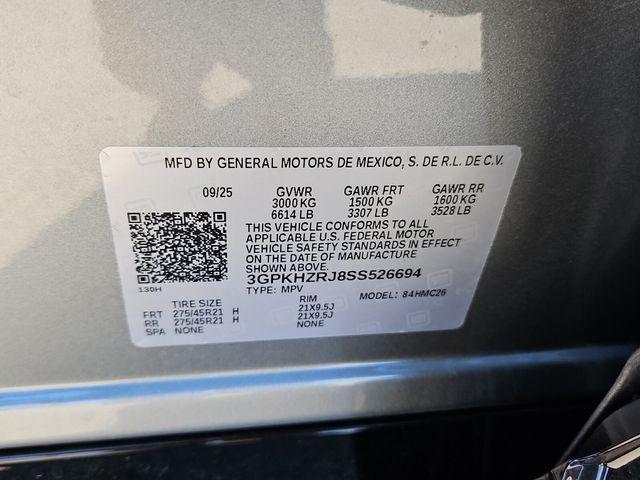 MFD BY GENERAL MOTORS DE MEXICO, S. DE R.L. DE C.V.
09/25 GVWR GAWR FRT GAWR RR
3000 KG 1500 KG 1600 KG
6614 LB 3307 LB 3528 LB
THIS VEHICLE CONFORMS TO ALL
APPLICABLE U.S. FEDERAL MOTOR
VEHICLE SAFETY STANDARDS IN EFFECT
ON THE DATE OF MANUFACTURE
SHOWN ABOVE.
3GPKHZRJ8SS526694
130H TYPE: MPV MODEL: 84HMC26
TIRE SIZE RIM
FRT 275/45R21 H 21X9.5J
RR 275/45R21 H 21X9.5J
SPA NONE NONE